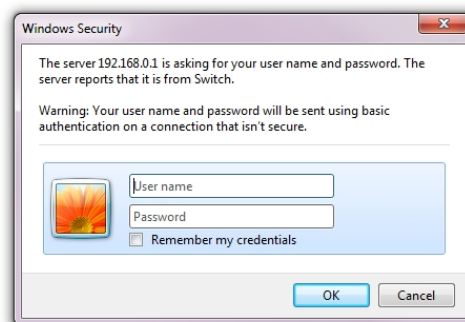 Windows Security
The server 192.168.0.1 is asking for your user name and password. The
server reports that it is from Switch.
Warning: Your user name and password will be sent using basic
authentication on a connection that isn't secure.
User name
Password
Remember my credentials
OK Cancel